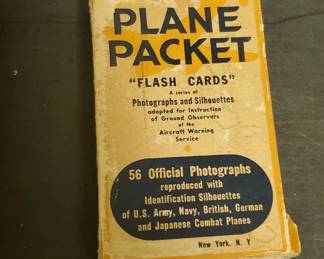 PLANE
PACKET
"FLASH CARDS"
A series of
Photographs and Silhouettes
adapted for Instruction
of Ground Observers
of the
Aircraft Warning
Service
56 Official Photographs
reproduced with
Identification Silhouettes
of U.S. Army, Navy, British, German
and Japanese Combat Planes
New York, N. Y